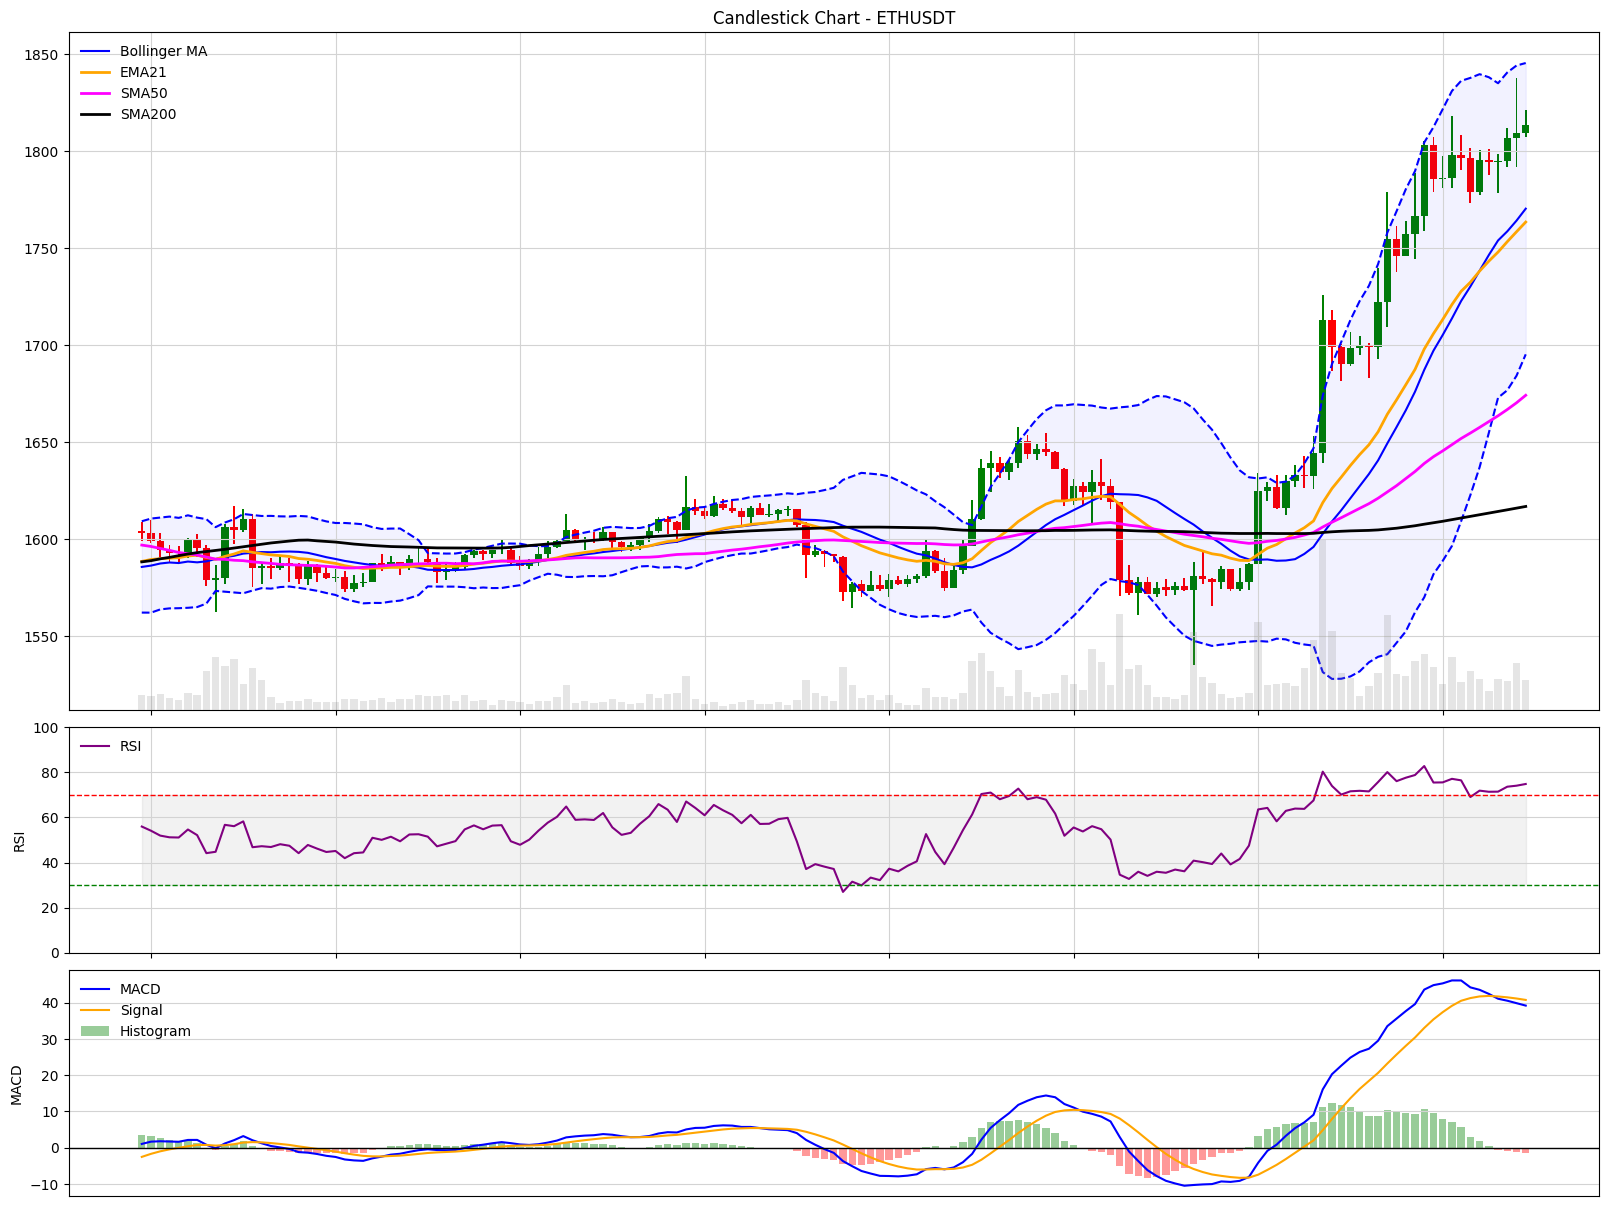 Candlestick Chart - ETHUSDT
Bollinger MA
EMA21
SMA50
SMA200
1850
1800
1750
1700
1650
1600
1550
RSI
100
80
60
40
20
0
RSI
MACD
Signal
Histogram
40
30
20
10
0
−10
MACD